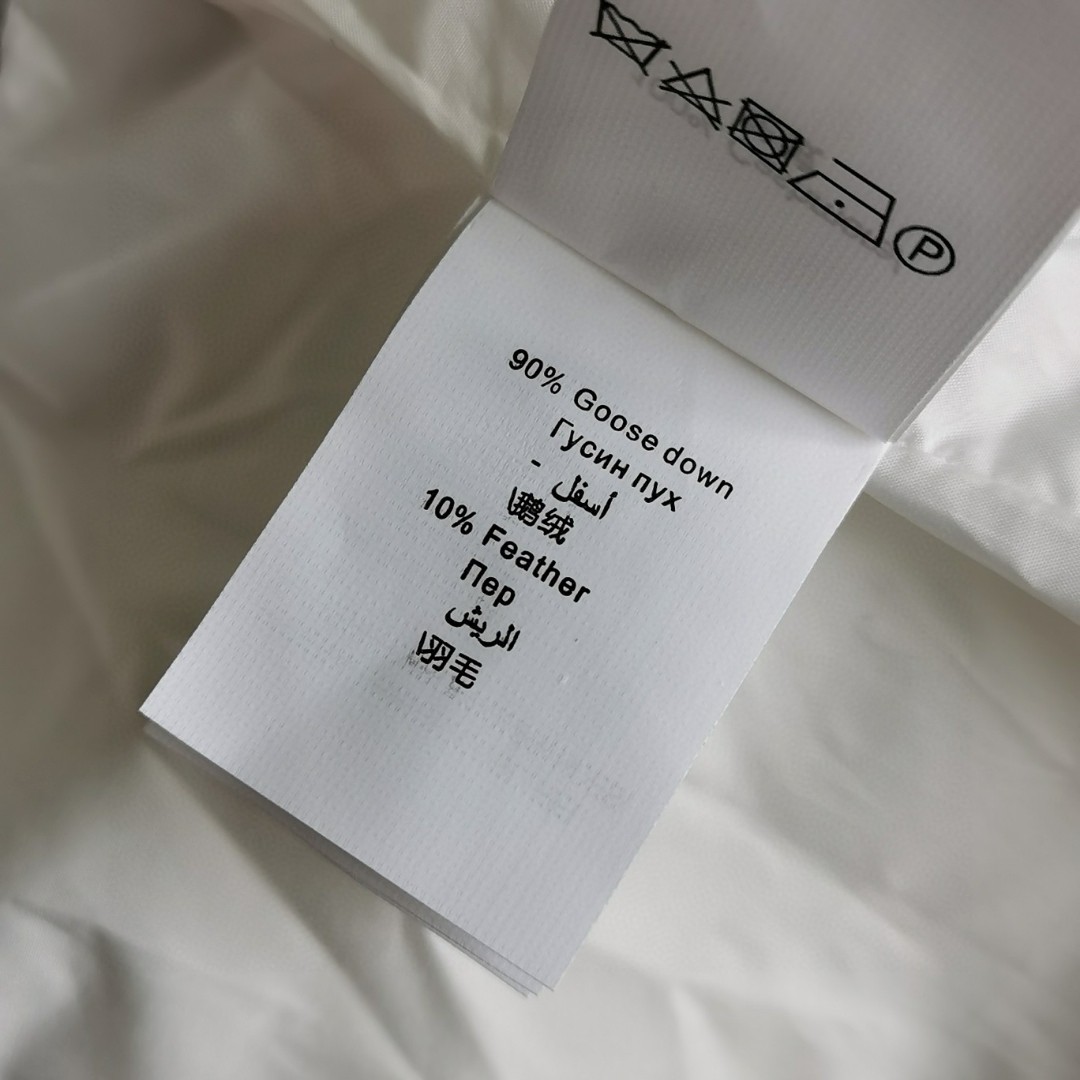 P
90% Goose down
Гусин пух
- أسفل
\鹅绒
10% Feather
Пер
الريش
\羽毛